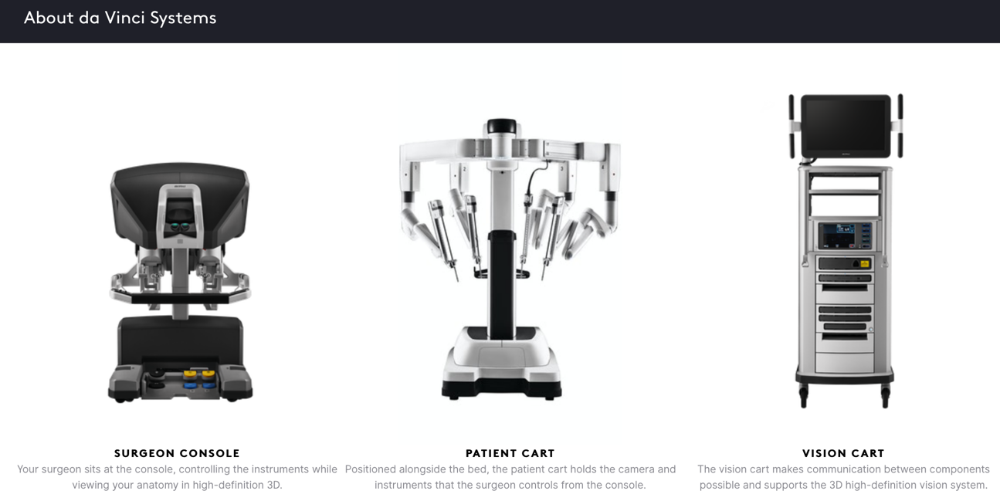 About da Vinci Systems
1
2
3
SURGEON CONSOLE
Your surgeon sits at the console, controlling the instruments while
viewing your anatomy in high-definition 3D.
PATIENT CART
Positioned alongside the bed, the patient cart holds the camera and
instruments that the surgeon controls from the console.
VISION CART
The vision cart makes communication between components
possible and supports the 3D high-definition vision system.